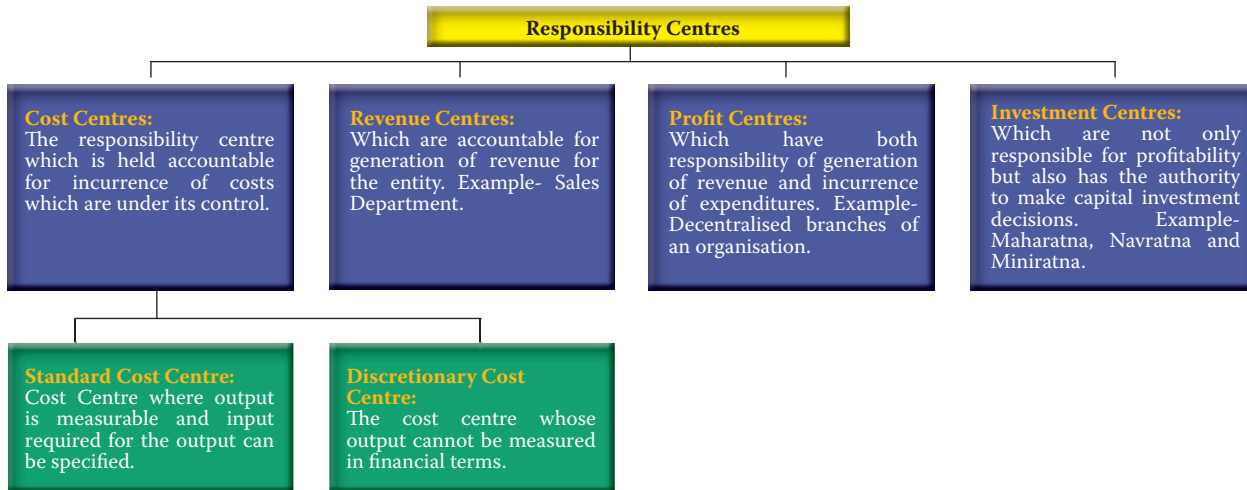 Responsibility Centres
Cost Centres:
The responsibility centre
which is held accountable
for incurrence of costs
which are under its control.
Revenue Centres:
Which are accountable for
generation of revenue for
the entity. Example- Sales
Department.
Profit Centres:
Which have both
responsibility of generation
of revenue and incurrence
of expenditures. Example-
Decentralised branches of
an organisation.
Investment Centres:
Which are not only
responsible for profitability
but also has the authority
to make capital investment
decisions. Example-
Maharatna, Navratna and
Miniratna.
Standard Cost Centre:
Cost Centre where output
is measurable and input
required for the output can
be specified.
Discretionary Cost
Centre:
The cost centre whose
output cannot be measured
in financial terms.